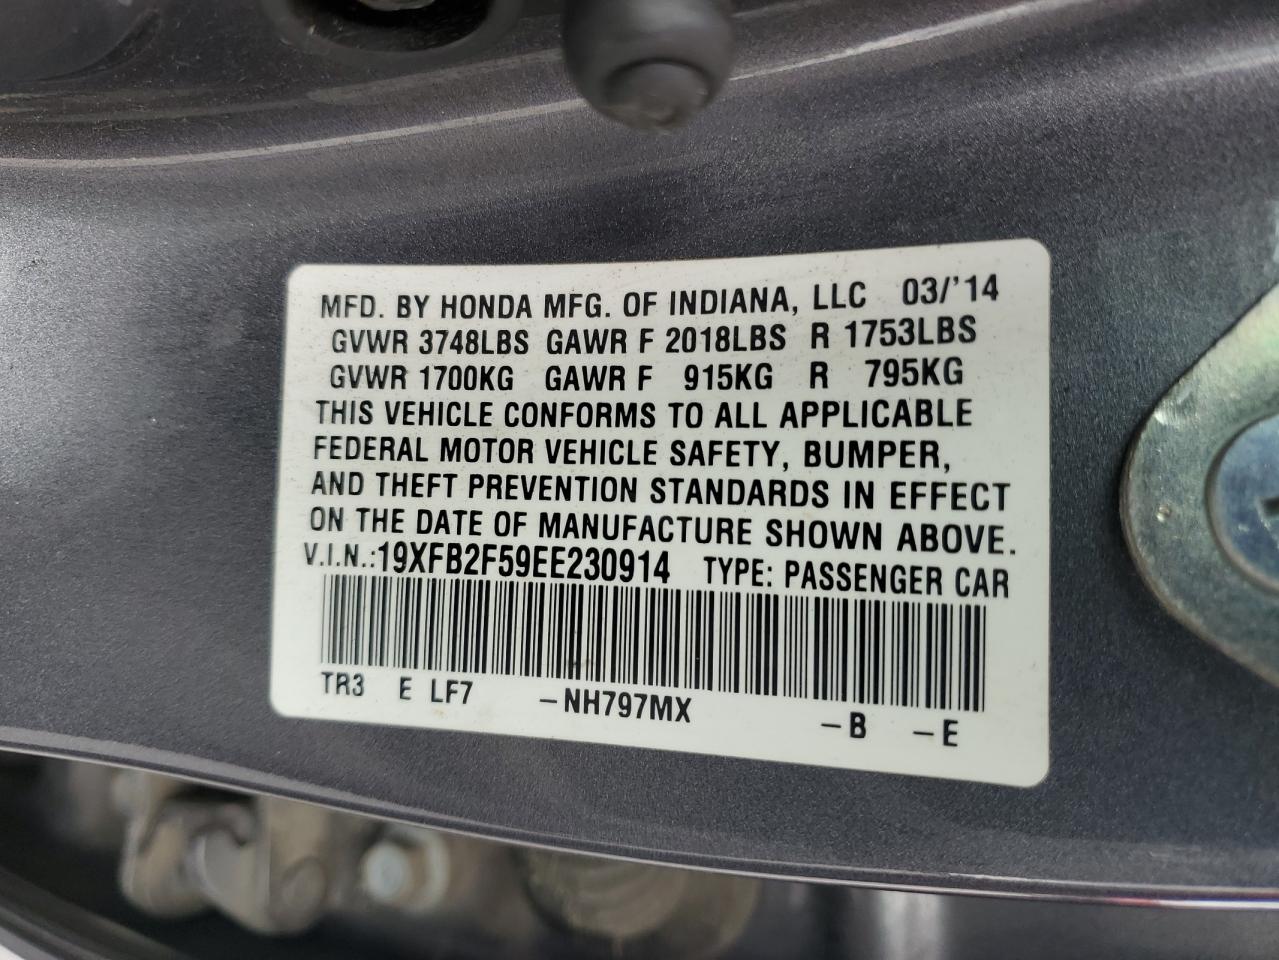 MFD. BY HONDA MFG. OF INDIANA, LLC 03/'14
GVWR 3748LBS GAWR F 2018LBS R 1753LBS
GVWR 1700KG GAWR F 915KG R 795KG
THIS VEHICLE CONFORMS TO ALL APPLICABLE
FEDERAL MOTOR VEHICLE SAFETY, BUMPER,
AND THEFT PREVENTION STANDARDS IN EFFECT
ON THE DATE OF MANUFACTURE SHOWN ABOVE.
V.I.N.:19XFB2F59EE230914 TYPE: PASSENGER CAR
TR3 E LF7 -NH797MX -B -E